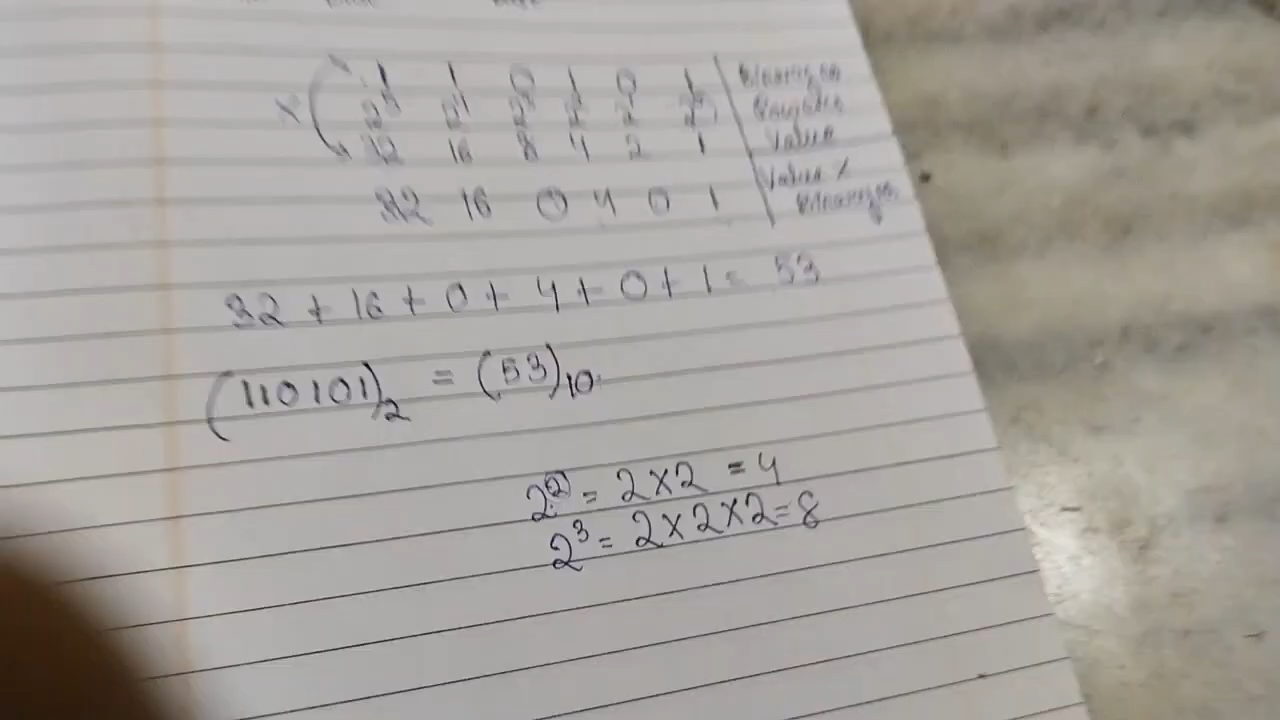 × ( 1 1 0 1 0 1
2⁵ 2⁴ 2³ 2² 2 2⁰
32 16 8 4 2 1 Value
32 16 0 4 0 1 Value ×
32 + 16 + 0 + 4 + 0 + 1 = 53
(110101)₂ = (53)₁₀.
2² = 2×2 = 4
2³ = 2×2×2=8